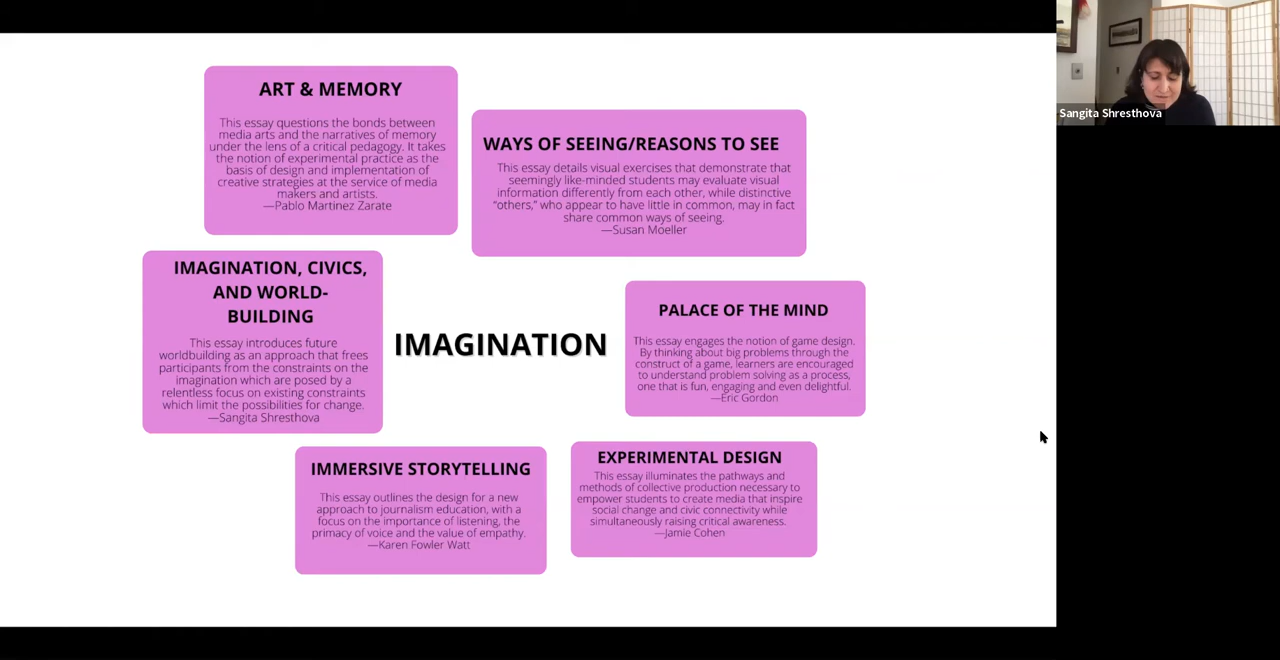 ART & MEMORY
This essay questions the bonds between
media arts and the narratives of memory
under the lens of a critical pedagogy. It takes
the notion of experimental practice as the
basis of design and implementation of
creative strategies at the service of media
makers and artists.
—Pablo Martinez Zarate
WAYS OF SEEING/REASONS TO SEE
This essay details visual exercises that demonstrate that
seemingly like-minded students may evaluate visual
information differently from each other, while distinctive
“others,” who appear to have little in common, may in fact
share common ways of seeing.
—Susan Moeller
IMAGINATION, CIVICS,
AND WORLD-
BUILDING
This essay introduces future
worldbuilding as an approach that frees
participants from the constraints on the
imagination which are posed by a
relentless focus on existing constraints
which limit the possibilities for change.
—Sangita Shresthova
IMAGINATION
PALACE OF THE MIND
This essay engages the notion of game design.
By thinking about big problems through the
construct of a game, learners are encouraged
to understand problem solving as a process,
one that is fun, engaging and even delightful.
—Eric Gordon
IMMERSIVE STORYTELLING
This essay outlines the design for a new
approach to journalism education, with a
focus on the importance of listening, the
primacy of voice and the value of empathy.
—Karen Fowler Watt
EXPERIMENTAL DESIGN
This essay illuminates the pathways and
methods of collective production necessary to
empower students to create media that inspire
social change and civic connectivity while
simultaneously raising critical awareness.
—Jamie Cohen
Sangita Shresthova